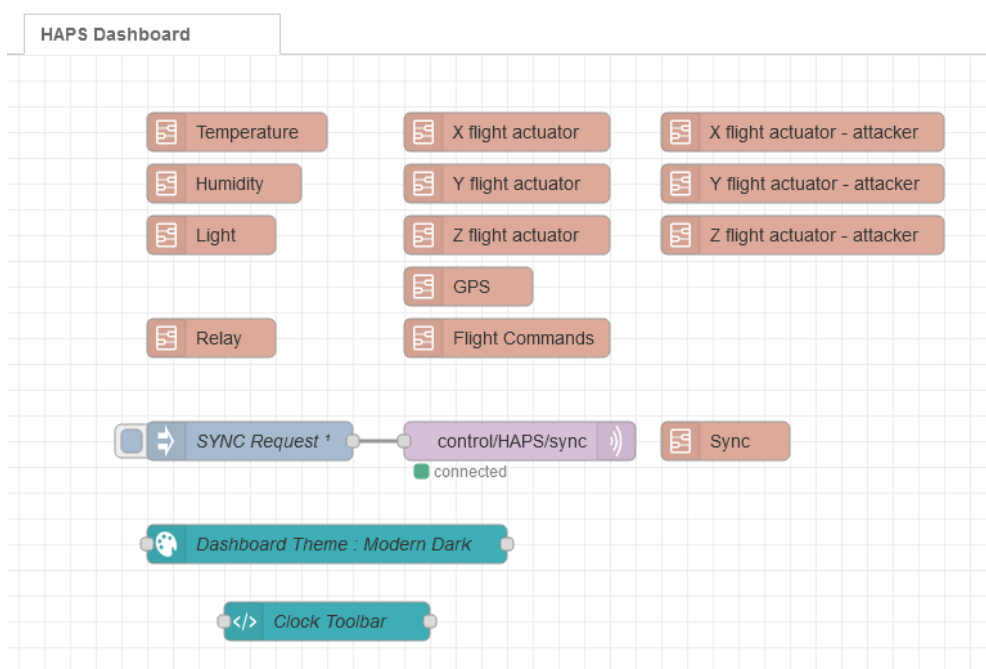 HAPS Dashboard
Temperature
X flight actuator
X flight actuator - attacker
Humidity
Y flight actuator
Y flight actuator - attacker
Light
Z flight actuator
Z flight actuator - attacker
GPS
Relay
Flight Commands
SYNC Request ¹
control/HAPS/sync
Sync
connected
Dashboard Theme : Modern Dark
</> Clock Toolbar